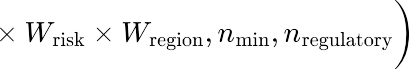 × W_risk × W_region, n_min, n_regulatory)